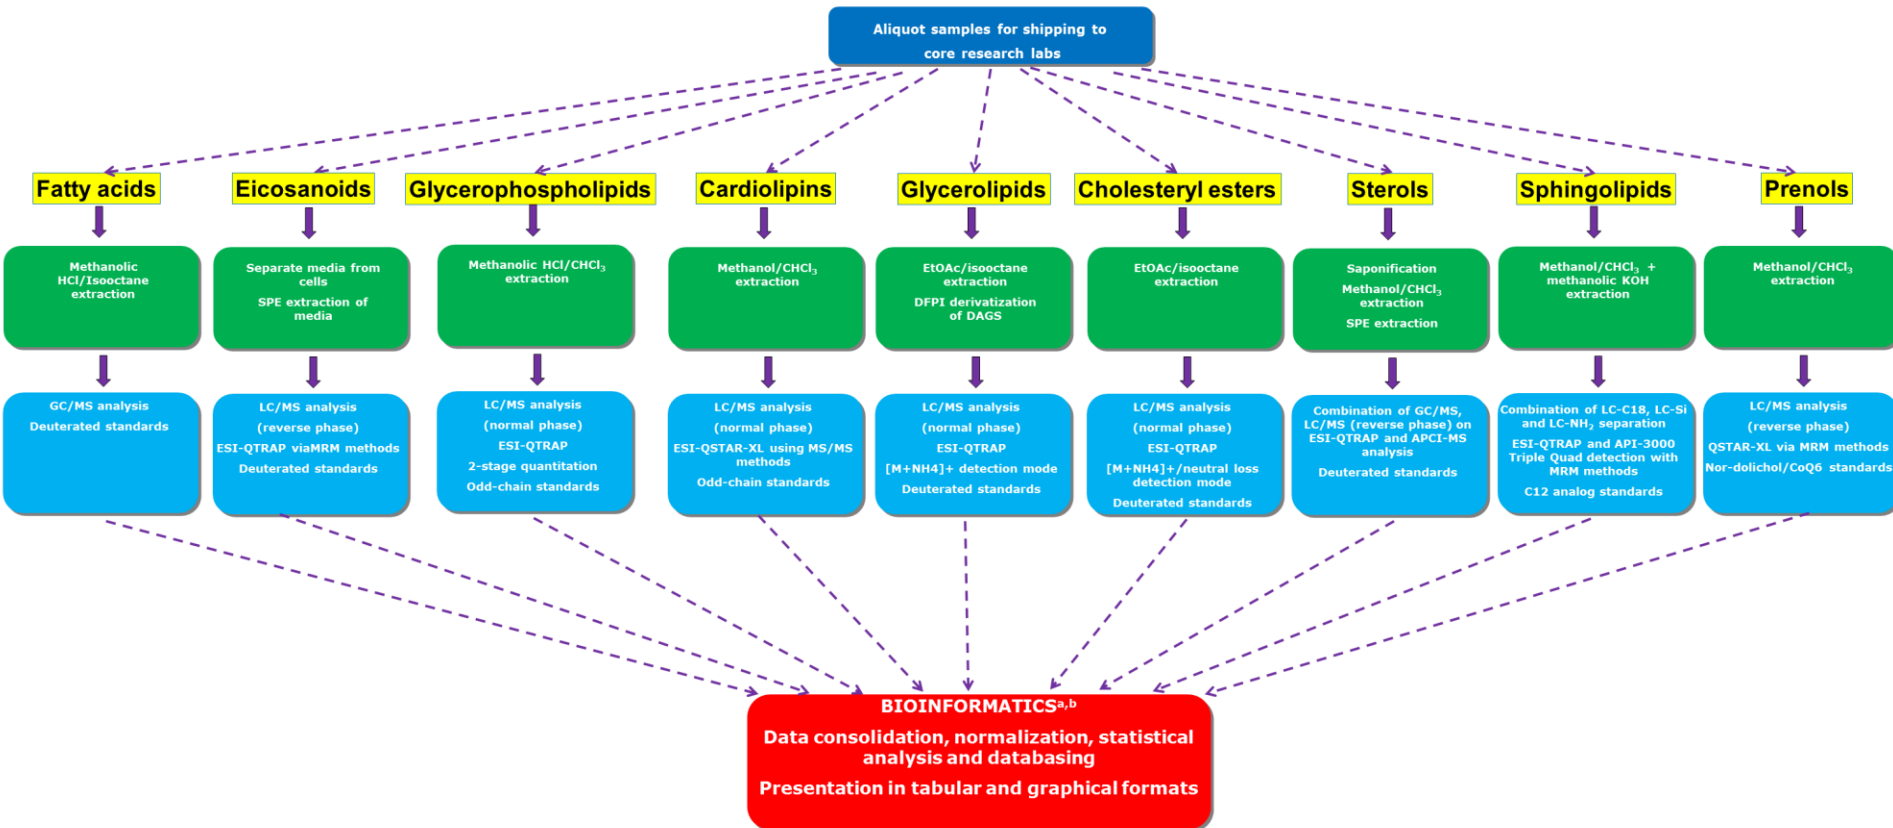 Aliquot samples for shipping to
core research labs
Fatty acids
Eicosanoids
Glycerophospholipids
Cardiolipins
Glycerolipids
Cholesteryl esters
Sterols
Sphingolipids
Prenols
Methanolic
HCl/Isooctane
extraction
Separate media from
cells
SPE extraction of
media
Methanolic HCl/CHCl₃
extraction
Methanol/CHCl₃
extraction
EtOAc/isooctane
extraction
DFPI derivatization
of DAGS
EtOAc/isooctane
extraction
Saponification
Methanol/CHCl₃
extraction
SPE extraction
Methanol/CHCl₃ +
methanolic KOH
extraction
Methanol/CHCl₃
extraction
GC/MS analysis
Deuterated standards
LC/MS analysis
(reverse phase)
ESI-QTRAP viaMRM methods
Deuterated standards
LC/MS analysis
(normal phase)
ESI-QTRAP
2-stage quantitation
Odd-chain standards
LC/MS analysis
(normal phase)
ESI-QSTAR-XL using MS/MS
methods
Odd-chain standards
LC/MS analysis
(normal phase)
ESI-QTRAP
[M+NH4]+ detection mode
Deuterated standards
LC/MS analysis
(normal phase)
ESI-QTRAP
[M+NH4]+/neutral loss
detection mode
Deuterated standards
Combination of GC/MS,
LC/MS (reverse phase) on
ESI-QTRAP and APCI-MS
analysis
Deuterated standards
Combination of LC-C18, LC-Si
and LC-NH₂ separation
ESI-QTRAP and API-3000
Triple Quad detection with
MRM methods
C12 analog standards
LC/MS analysis
(reverse phase)
QSTAR-XL via MRM methods
Nor-dolichol/CoQ6 standards
BIOINFORMATICSᵃ,ᵇ
Data consolidation, normalization, statistical
analysis and databasing
Presentation in tabular and graphical formats